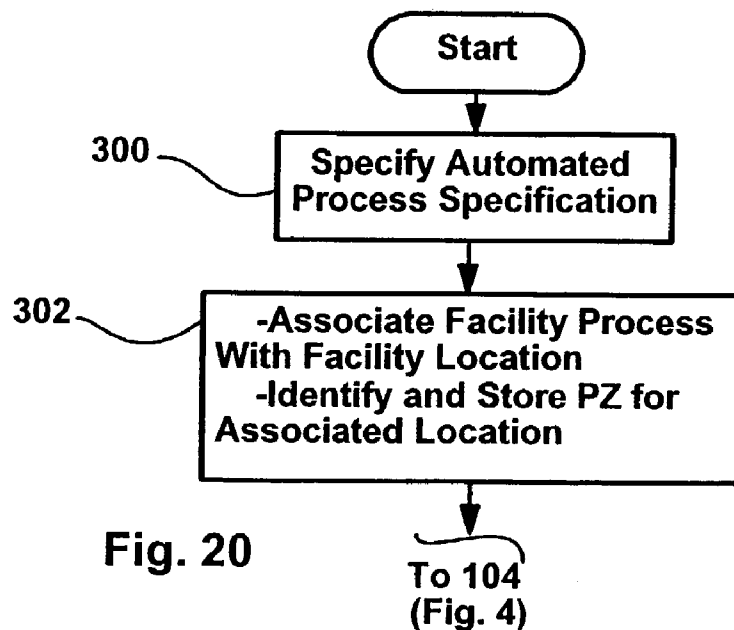 Start
300
Specify Automated
Process Specification
302
-Associate Facility Process
With Facility Location
-Identify and Store PZ for
Associated Location
Fig. 20
To 104
(Fig. 4)